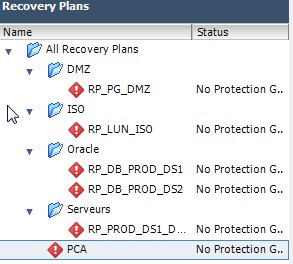 Recovery Plans
Name Status
All Recovery Plans
DMZ
RP_PG_DMZ No Protection G..
ISO
RP_LUN_ISO No Protection G..
Oracle
RP_DB_PROD_DS1 No Protection G..
RP_DB_PROD_DS2 No Protection G..
Serveurs
RP_PROD_DS1_D... No Protection G..
PCA No Protection G..